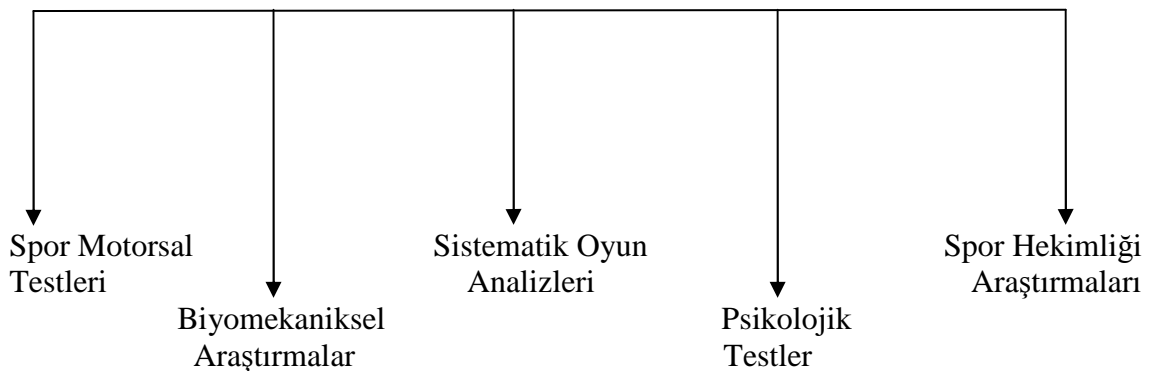 Spor Motorsal
Testleri
Biyomekaniksel
Araştırmalar
Sistematik Oyun
Analizleri
Psikolojik
Testler
Spor Hekimliği
Araştırmaları